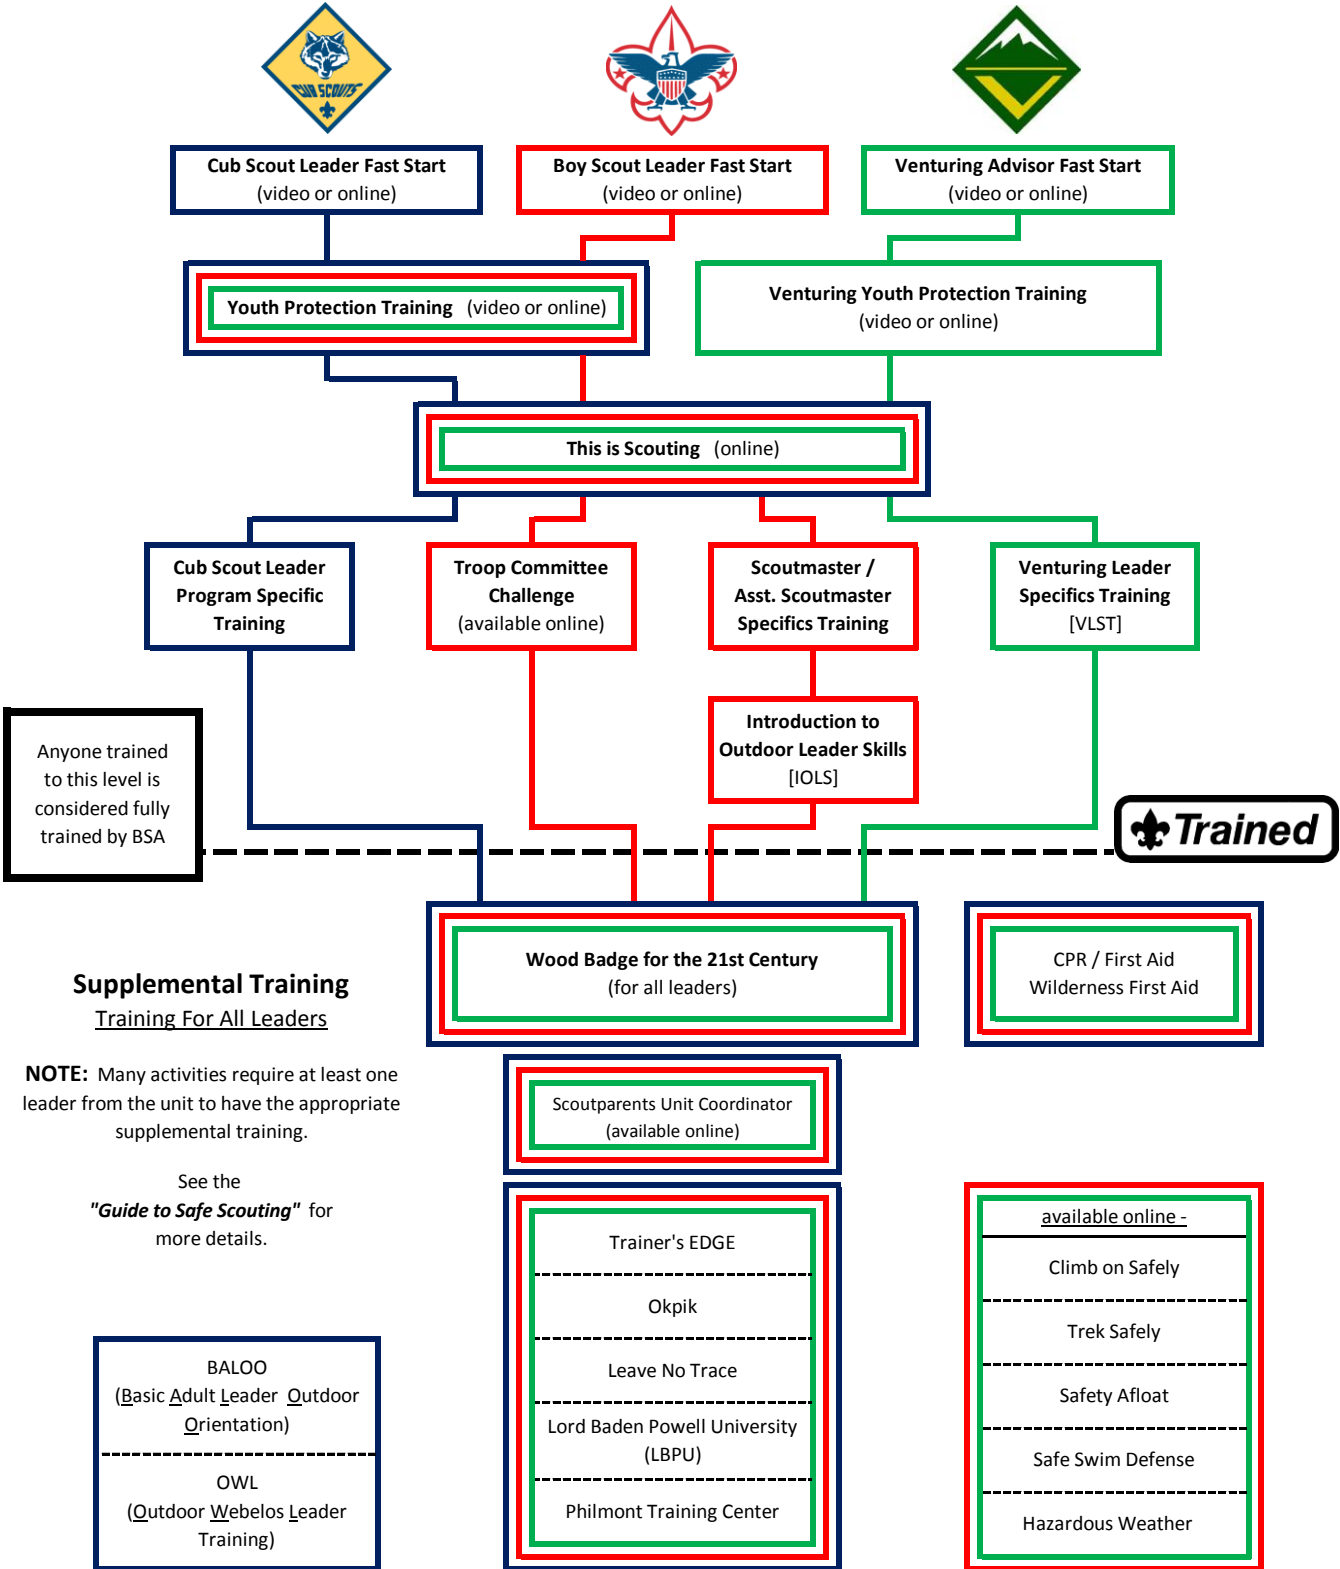 CUB SCOUTS
Cub Scout Leader Fast Start
(video or online)
Boy Scout Leader Fast Start
(video or online)
Venturing Advisor Fast Start
(video or online)
Youth Protection Training (video or online)
Venturing Youth Protection Training
(video or online)
This is Scouting (online)
Cub Scout Leader
Program Specific
Training
Troop Committee
Challenge
(available online)
Scoutmaster /
Asst. Scoutmaster
Specifics Training
Venturing Leader
Specifics Training
[VLST]
Introduction to
Outdoor Leader Skills
[IOLS]
Anyone trained
to this level is
considered fully
trained by BSA
Trained
Wood Badge for the 21st Century
(for all leaders)
CPR / First Aid
Wilderness First Aid
Supplemental Training
Training For All Leaders
NOTE: Many activities require at least one
leader from the unit to have the appropriate
supplemental training.
See the
"Guide to Safe Scouting" for
more details.
Scoutparents Unit Coordinator
(available online)
Trainer's EDGE
Okpik
Leave No Trace
Lord Baden Powell University
(LBPU)
Philmont Training Center
available online -
Climb on Safely
Trek Safely
Safety Afloat
Safe Swim Defense
Hazardous Weather
BALOO
(Basic Adult Leader Outdoor
Orientation)
OWL
(Outdoor Webelos Leader
Training)